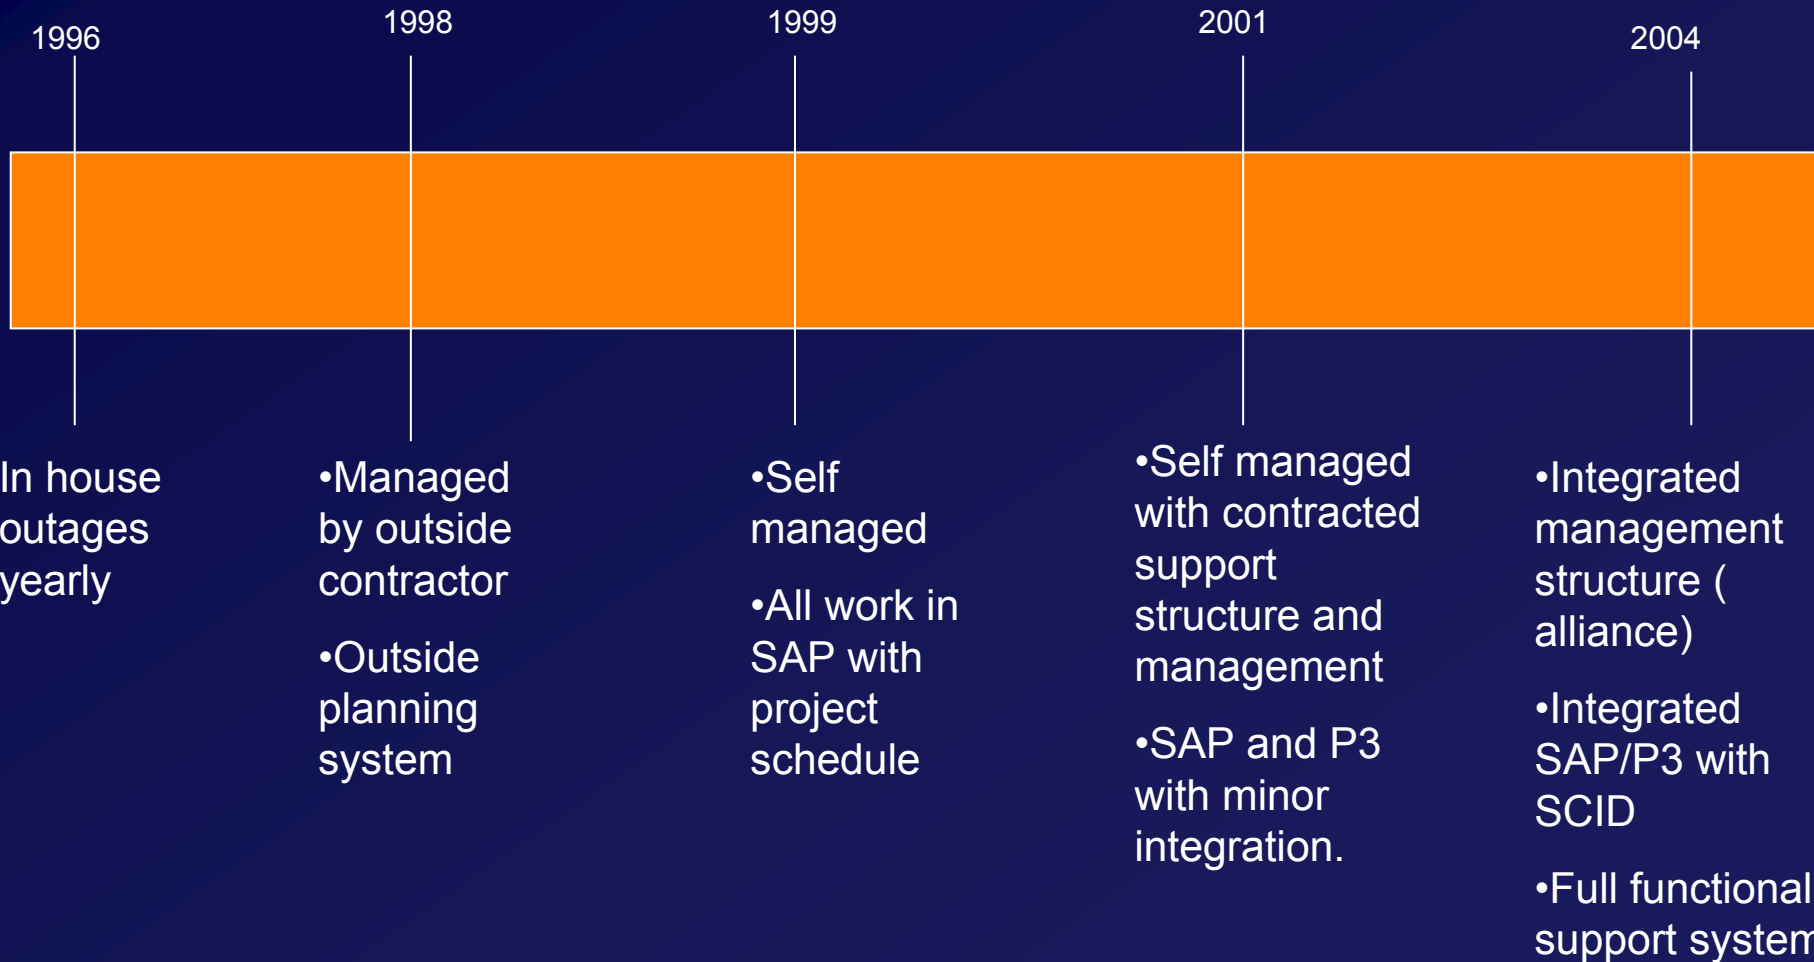 1996
1998
1999
2001
2004
In house
outages
yearly
•Managed
by outside
contractor
•Outside
planning
system
•Self
managed
•All work in
SAP with
project
schedule
•Self managed
with contracted
support
structure and
management
•SAP and P3
with minor
integration.
•Integrated
management
structure (
alliance)
•Integrated
SAP/P3 with
SCID
•Full functional
support system